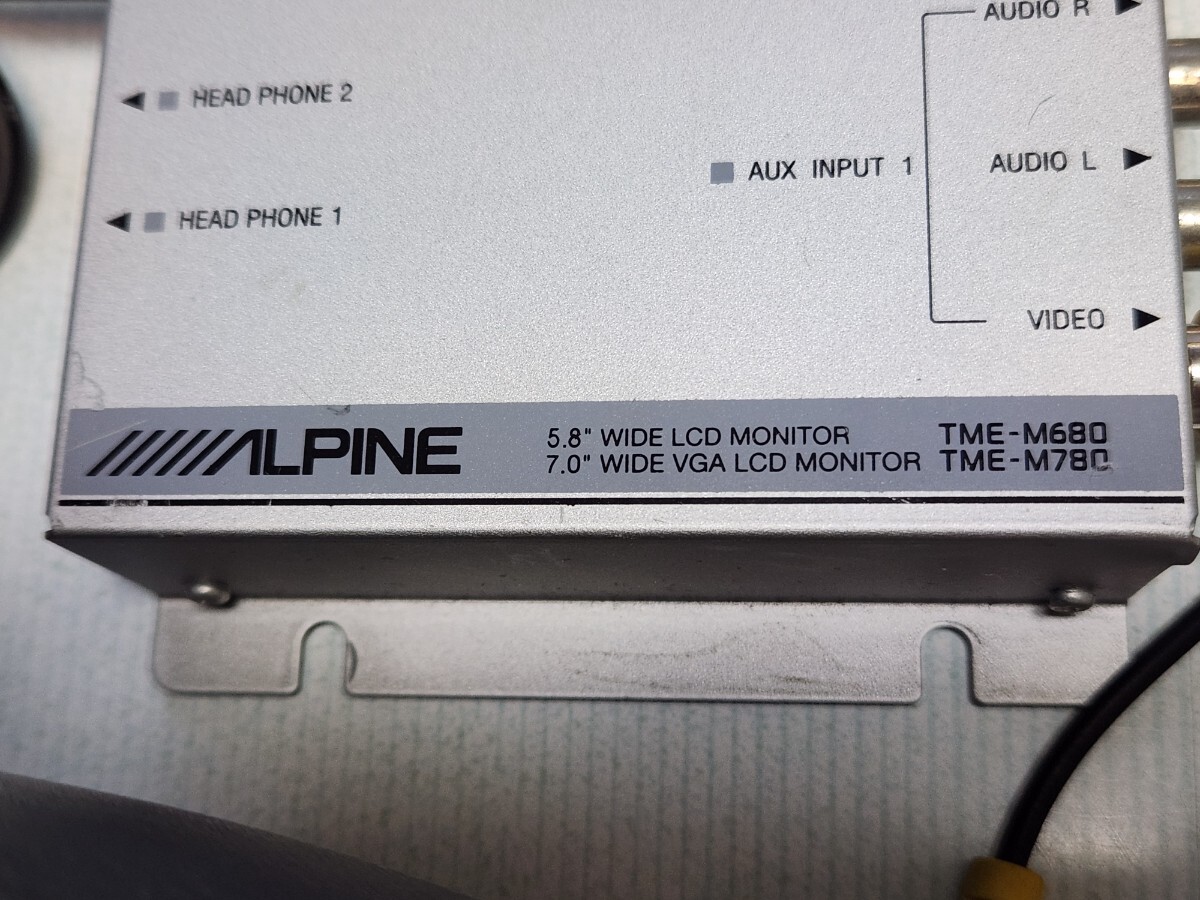 AUDIO R
HEAD PHONE 2
AUX INPUT 1
AUDIO L
HEAD PHONE 1
VIDEO
ALPINE
5.8" WIDE LCD MONITOR TME-M680
7.0" WIDE VGA LCD MONITOR TME-M780